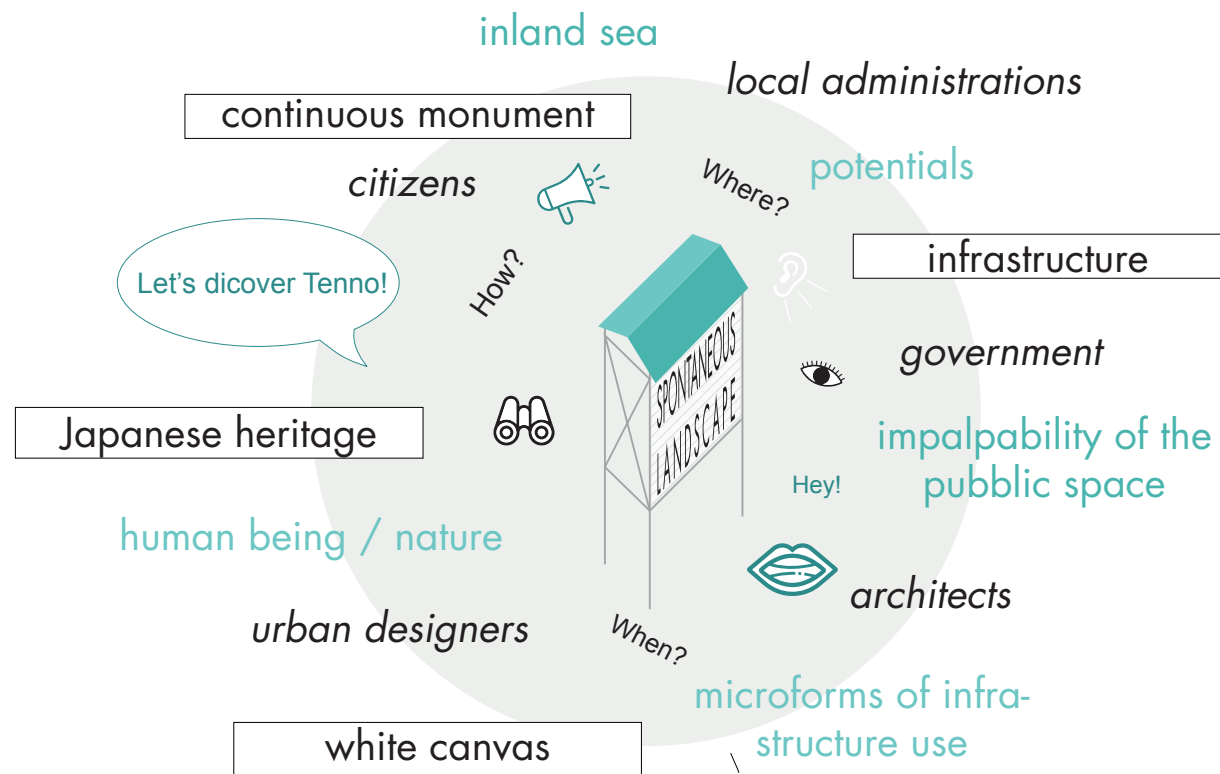 inland sea
local administrations
continuous monument
potentials
citizens
Where?
infrastructure
How?
Let's dicover Tenno!
government
SPONTANEOUS
LANDSCAPE
Japanese heritage
impalpability of the
pubblic space
Hey!
human being / nature
architects
urban designers
When?
microforms of infra-
structure use
white canvas